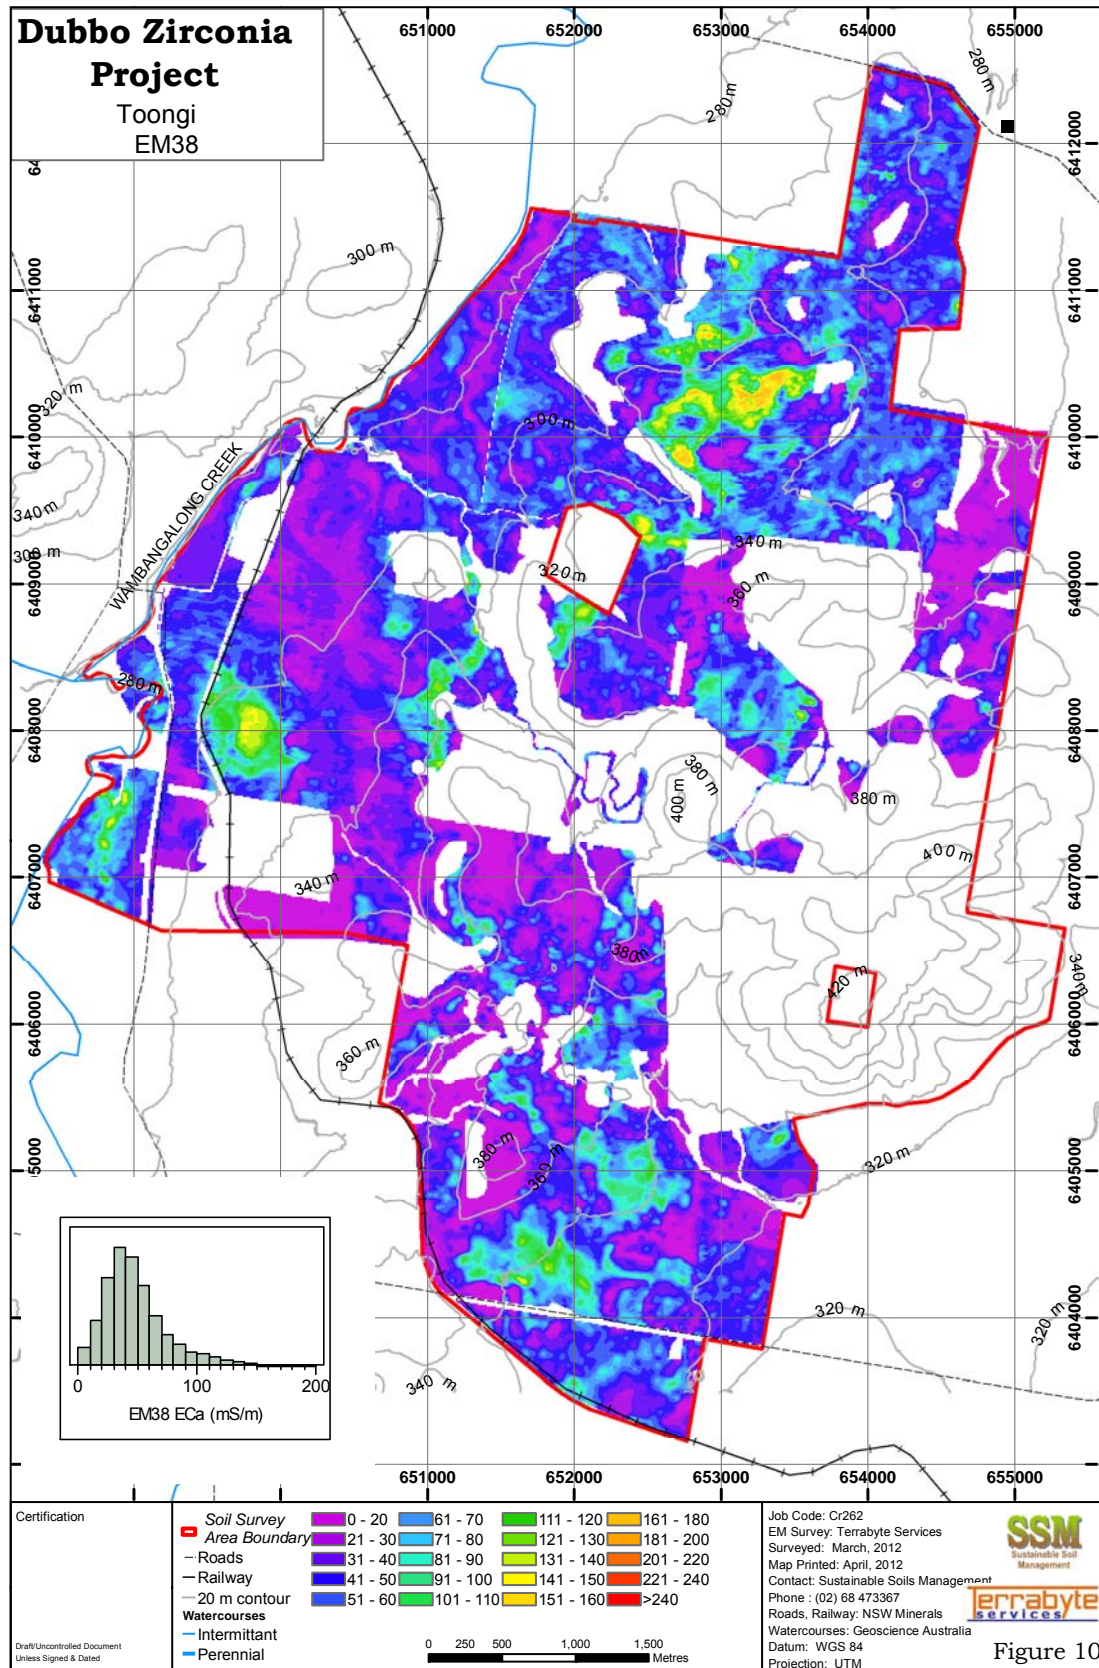 Dubbo Zirconia
Project
Toongi
EM38
651000
652000
653000
654000
655000
280 m
280 m
6412000
300 m
6411000
6411000
320 m
300 m
6410000
6410000
WAMBANGALONG CREEK
340 m
300 m
340 m
320 m
360 m
6409000
6409000
280 m
6408000
6408000
380 m
400 m
380 m
400 m
6407000
6407000
340 m
380m
420 m
340 m
6406000
6406000
360 m
380 m
360 m
320 m
5000
6405000
320 m
320 m
6404000
340 m
0
100
200
EM38 ECa (mS/m)
651000
652000
653000
654000
655000
Certification
Draft/Uncontrolled Document
Unless Signed & Dated
Soil Survey
Area Boundary
Roads
Railway
20 m contour
Watercourses
Intermittant
Perennial
0 - 20
21 - 30
31 - 40
41 - 50
51 - 60
61 - 70
71 - 80
81 - 90
91 - 100
101 - 110
111 - 120
121 - 130
131 - 140
141 - 150
151 - 160
161 - 180
181 - 200
201 - 220
221 - 240
>240
0 250 500 1,000 1,500
Metres
Job Code: Cr262
EM Survey: Terrabyte Services
Surveyed: March, 2012
Map Printed: April, 2012
Contact: Sustainable Soils Management
Phone : (02) 68 473367
Roads, Railway: NSW Minerals
Watercourses: Geoscience Australia
Datum: WGS 84
Projection: UTM
SSM
Sustainable Soil
Management
Terrabyte
services
Figure 10